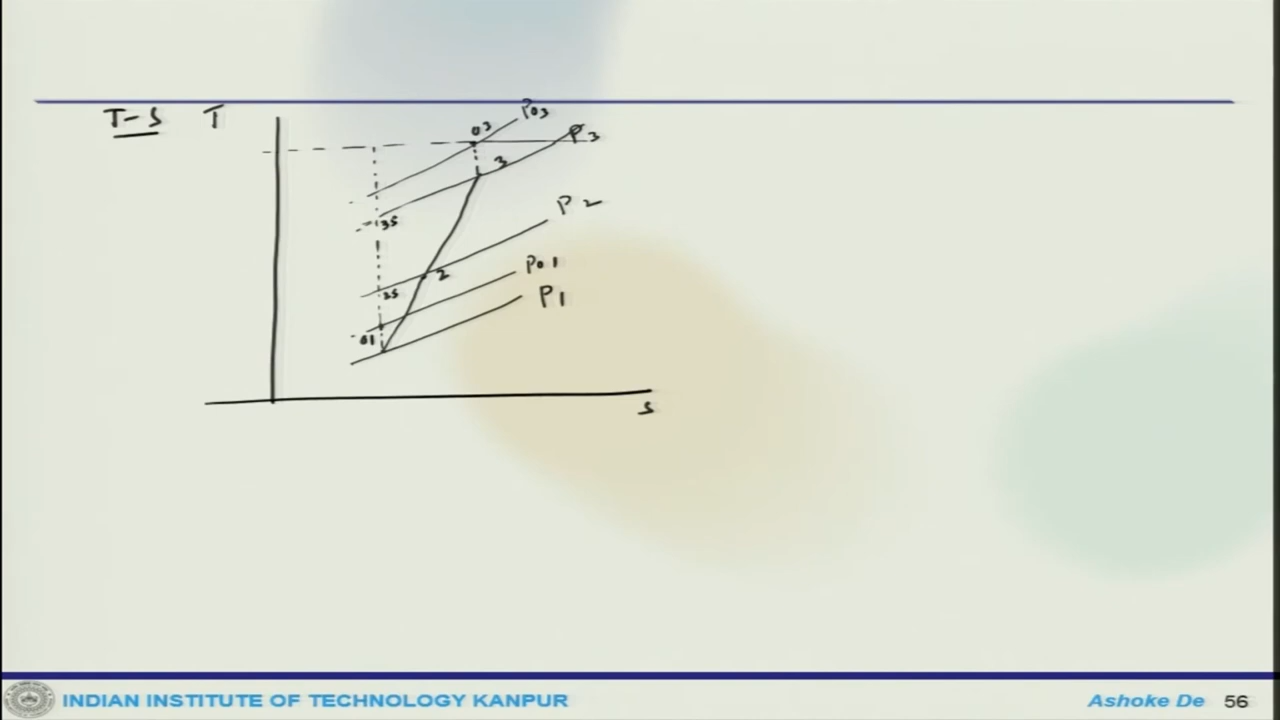 T-S T
P03
03
P3
3
3s
P2
2
2s
P01
01
P1
s
INDIAN INSTITUTE OF TECHNOLOGY KANPUR
Ashoke De 56